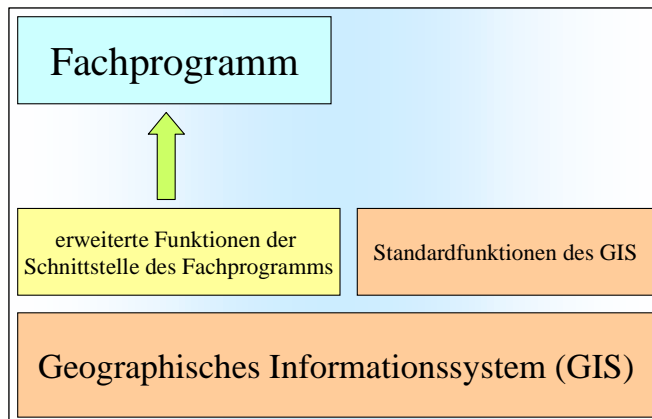 Fachprogramm
erweiterte Funktionen der
Schnittstelle des Fachprogramms
Standardfunktionen des GIS
Geographisches Informationssystem (GIS)